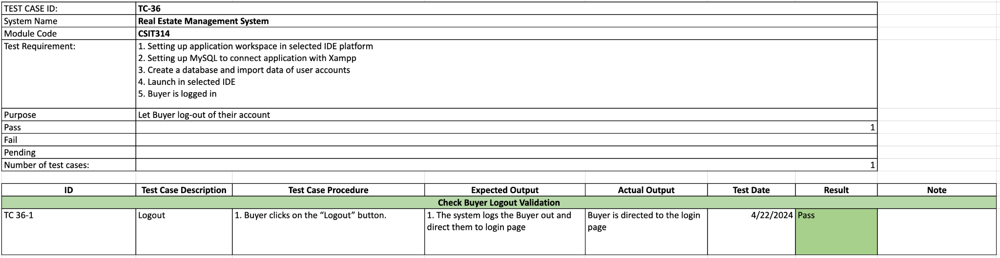 TEST CASE ID: TC-36
System Name Real Estate Management System
Module Code CSIT314
Test Requirement: 1. Setting up application workspace in selected IDE platform
2. Setting up MySQL to connect application with Xampp
3. Create a database and import data of user accounts
4. Launch in selected IDE
5. Buyer is logged in
Purpose Let Buyer log-out of their account
Pass 1
Fail
Pending
Number of test cases: 1
ID Test Case Description Test Case Procedure Expected Output Actual Output Test Date Result Note
Check Buyer Logout Validation
TC 36-1 Logout 1. Buyer clicks on the “Logout” button. 1. The system logs the Buyer out and Buyer is directed to the login 4/22/2024 Pass
direct them to login page page